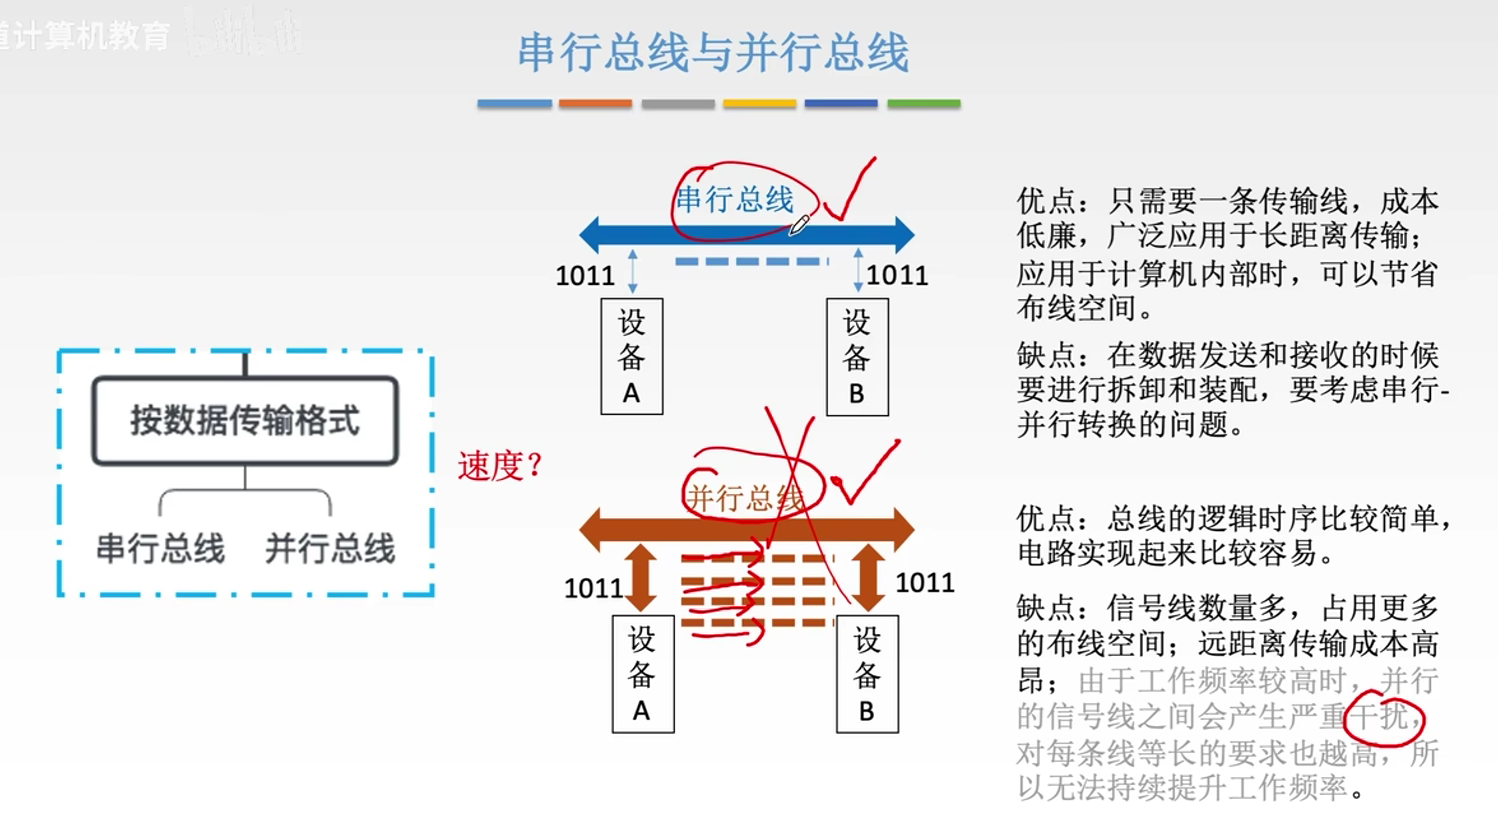 道计算机教育
串行总线与并行总线
串行总线
1011
1011
设
备
A
设
备
B
优点：只需要一条传输线，成本
低廉，广泛应用于长距离传输；
应用于计算机内部时，可以节省
布线空间。
缺点：在数据发送和接收的时候
要进行拆卸和装配，要考虑串行-
并行转换的问题。
按数据传输格式
串行总线
并行总线
速度？
并行总线
1011
1011
设
备
A
设
备
B
优点：总线的逻辑时序比较简单，
电路实现起来比较容易。
缺点：信号线数量多，占用更多
的布线空间；远距离传输成本高
昂；由于工作频率较高时，并行
的信号线之间会产生严重干扰，
对每条线等长的要求也越高，所
以无法持续提升工作频率。